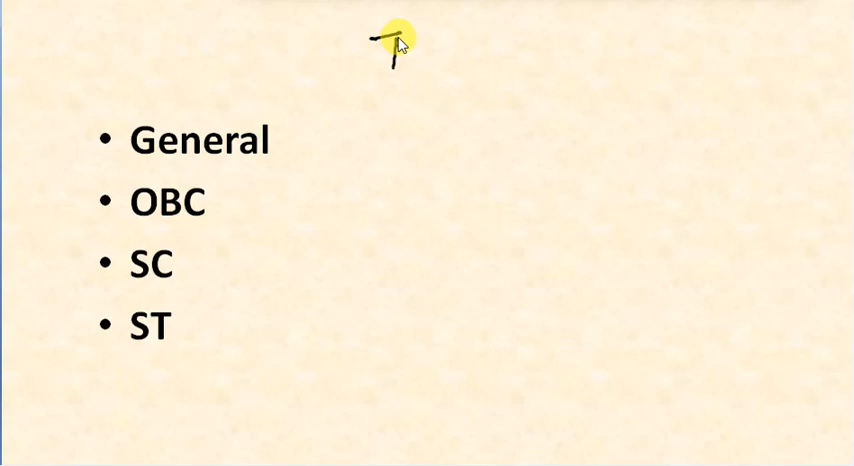 • General
• OBC
• SC
• ST